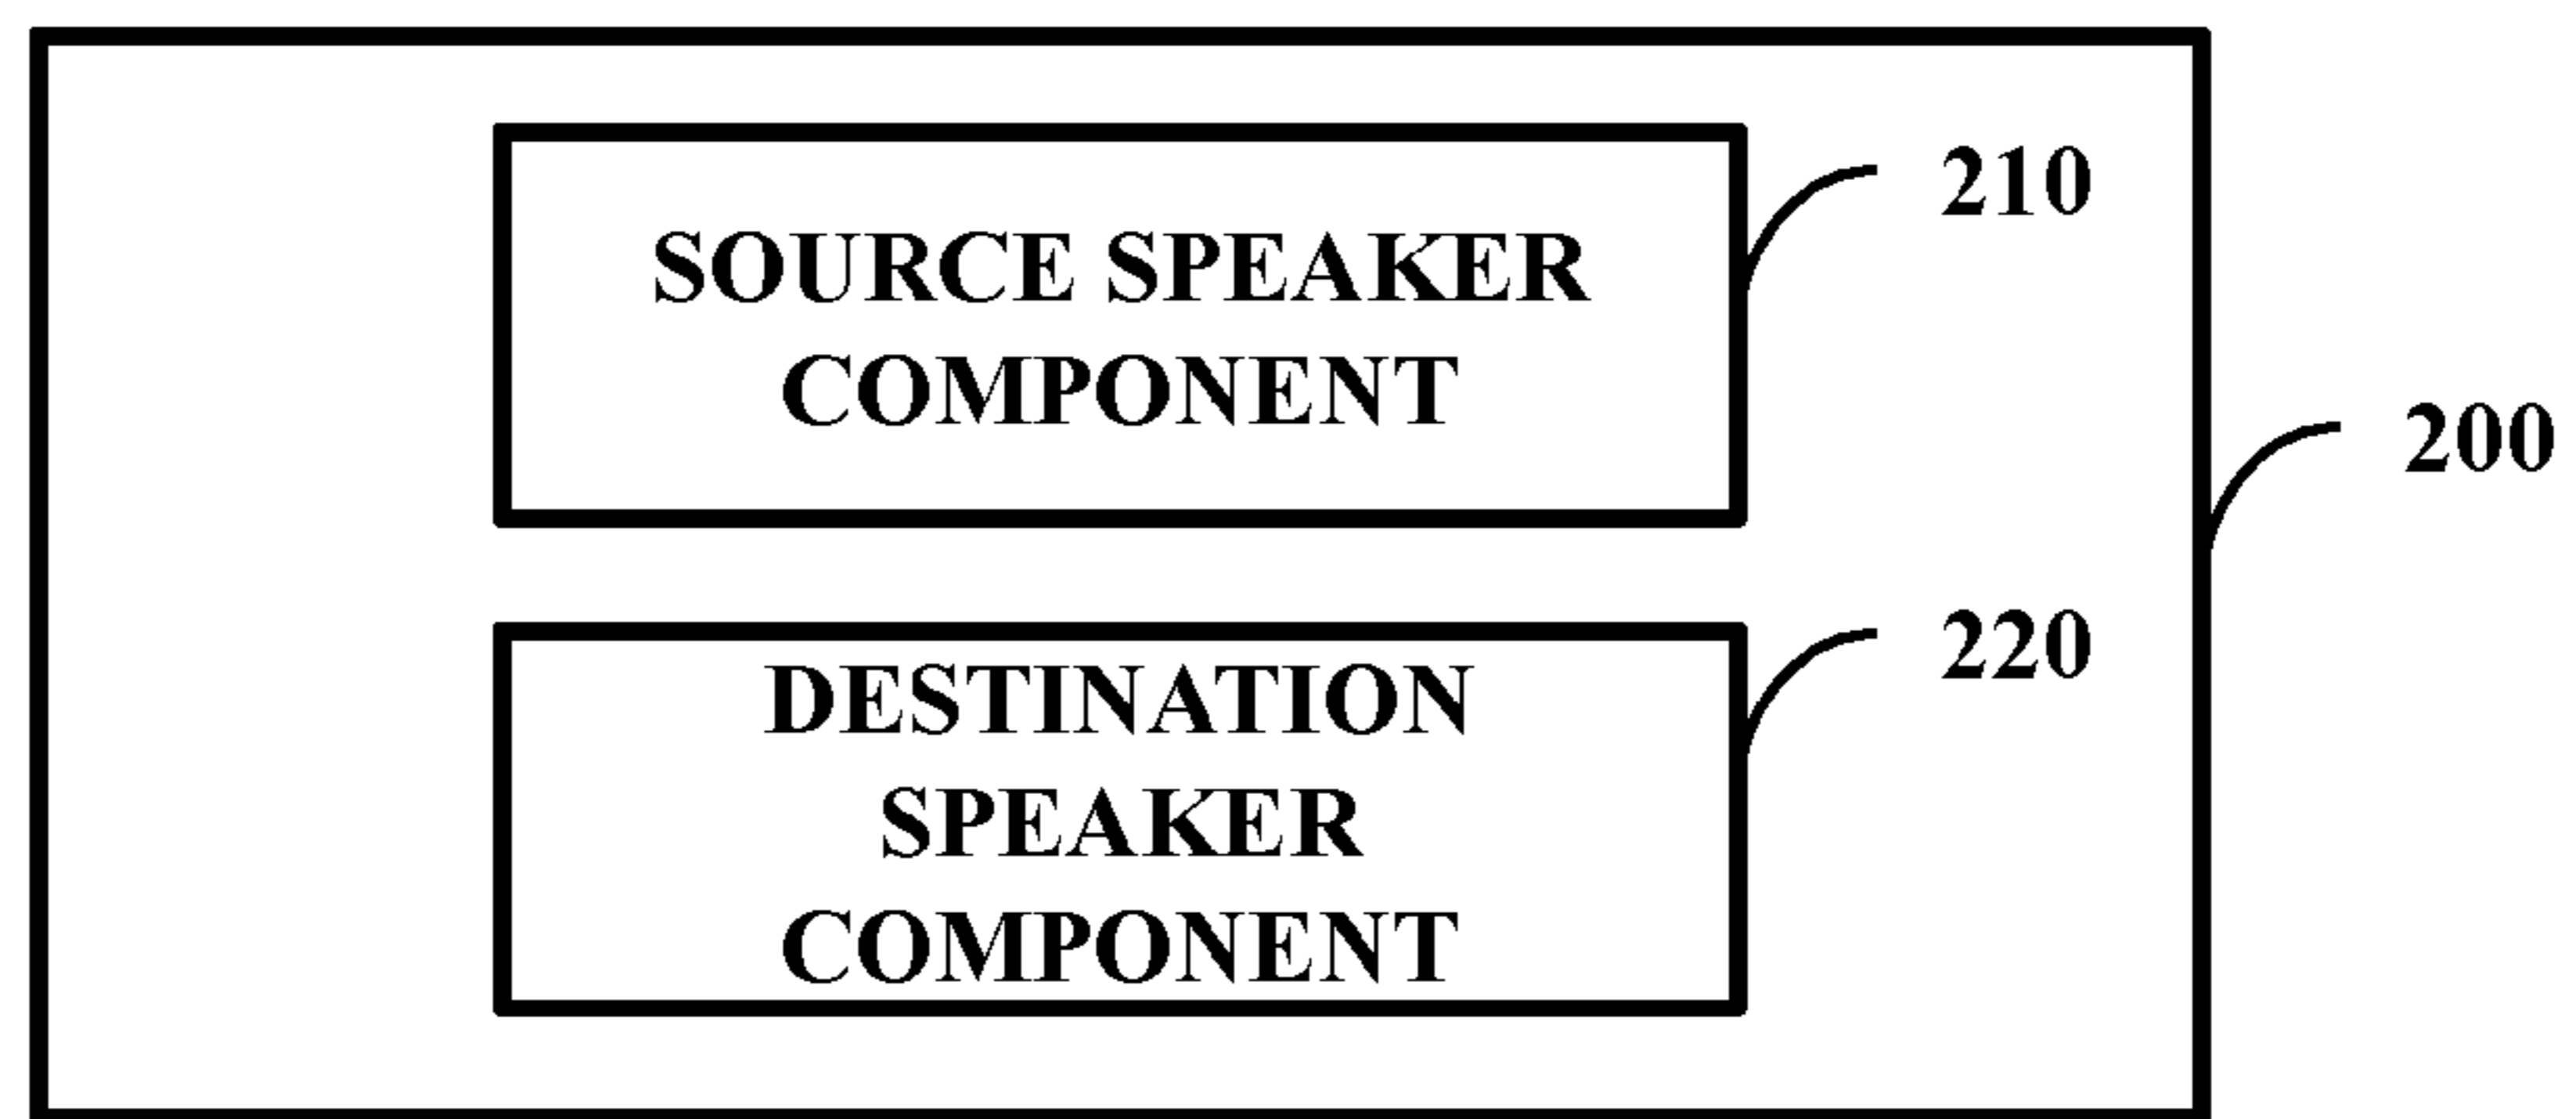 SOURCE SPEAKER
COMPONENT
210
200
DESTINATION
SPEAKER
COMPONENT
220